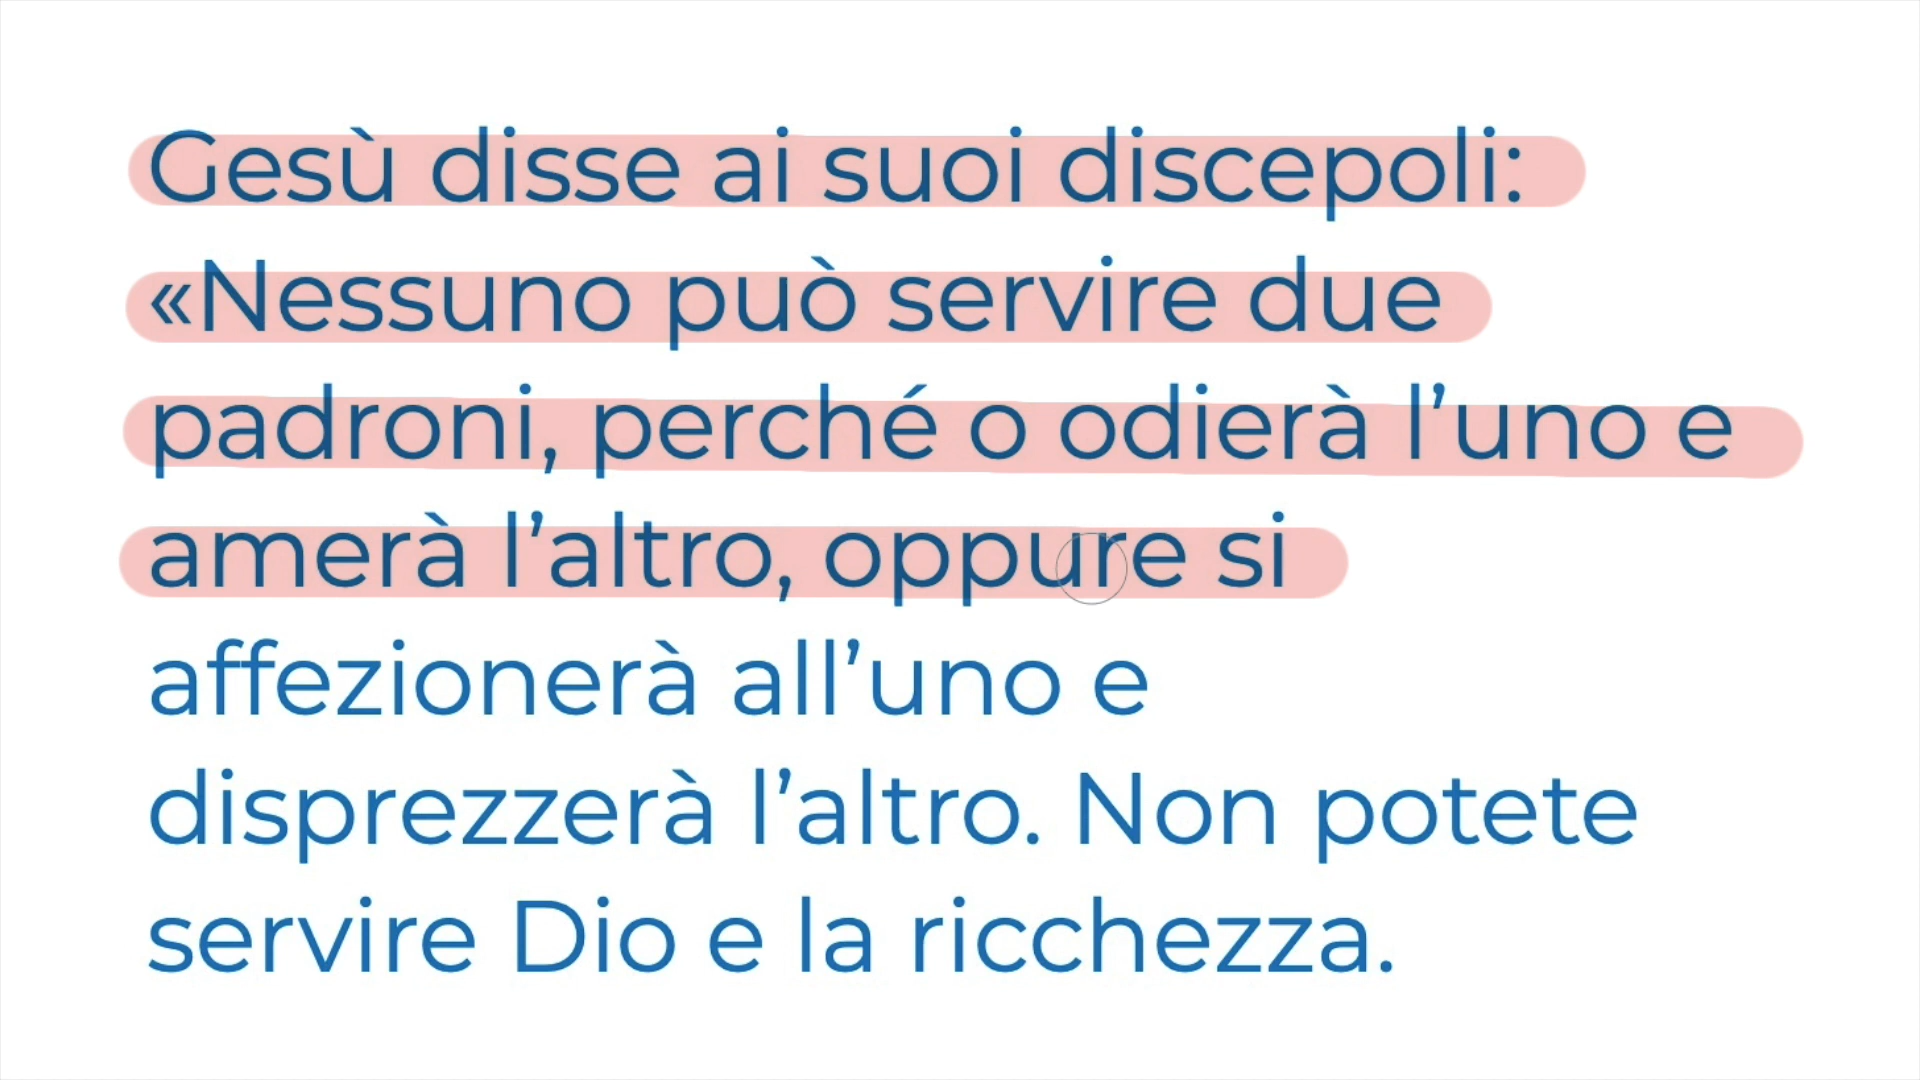 Gesù disse ai suoi discepoli:
«Nessuno può servire due
padroni, perché o odierà l’uno e
amerà l’altro, oppure si
affezionerà all’uno e
disprezzerà l’altro. Non potete
servire Dio e la ricchezza.